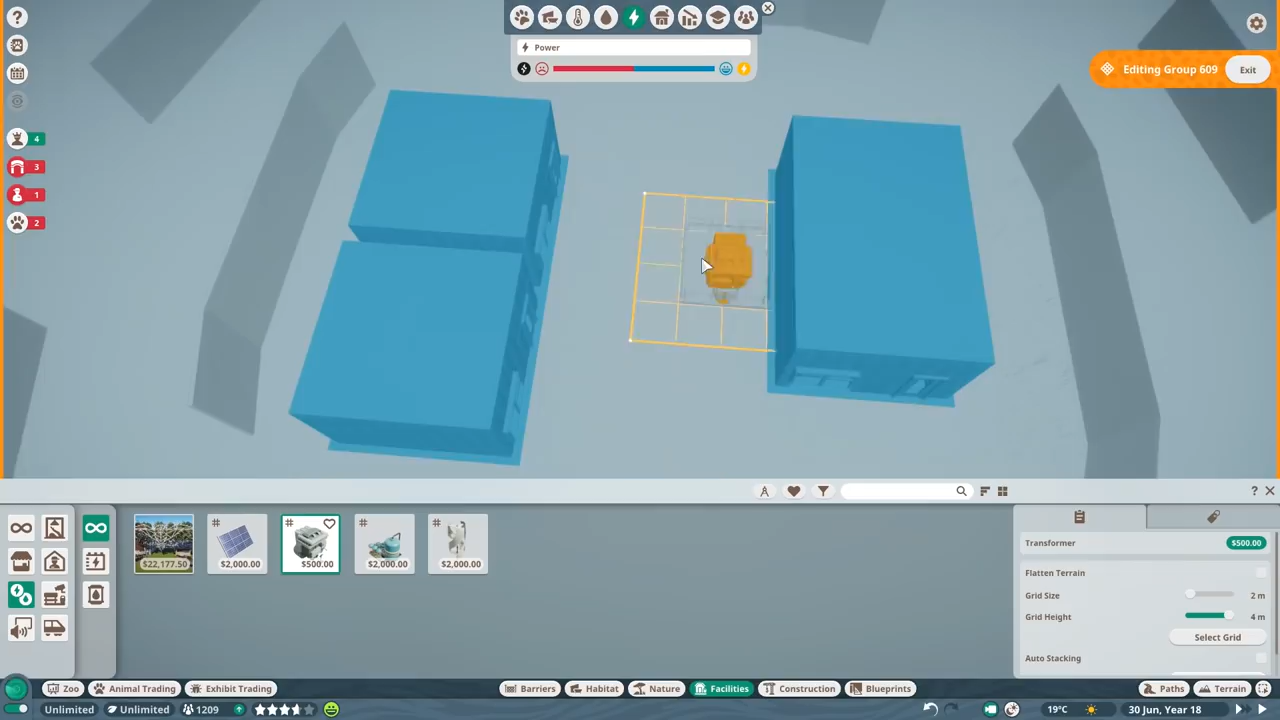 ?
Power
Editing Group 609
Exit
4
3
1
2
? 
$22,177.50
$2,000.00
$500.00
$2,000.00
$2,000.00
Transformer
$500.00
Flatten Terrain
Grid Size
2 m
Grid Height
4 m
Select Grid
Auto Stacking
Zoo
Animal Trading
Exhibit Trading
Barriers
Habitat
Nature
Facilities
Construction
Blueprints
Paths
Terrain
Unlimited
Unlimited
1209
19°C
30 Jun, Year 18